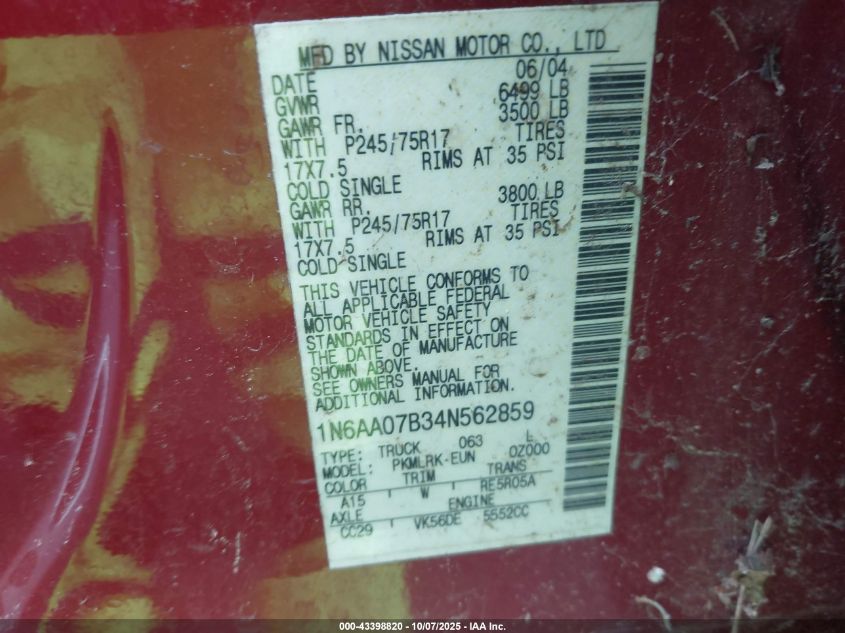 MFD BY NISSAN MOTOR CO., LTD
DATE 06/04
GVWR 6499 LB
GAWR FR. 3500 LB
WITH P245/75R17 TIRES
17X7.5 RIMS AT 35 PSI
COLD SINGLE
GAWR RR. 3800 LB
WITH P245/75R17 TIRES
17X7.5 RIMS AT 35 PSI
COLD SINGLE
THIS VEHICLE CONFORMS TO
ALL APPLICABLE FEDERAL
MOTOR VEHICLE SAFETY
STANDARDS IN EFFECT ON
THE DATE OF MANUFACTURE
SHOWN ABOVE.
SEE OWNERS MANUAL FOR
ADDITIONAL INFORMATION.
1N6AA07B34N562859
TYPE: TRUCK 063 L
MODEL: PKMLRK-EUN 0Z000
COLOR TRIM TRANS
A15 W RE5R05A
AXLE ENGINE
CC29 VK56DE 5552CC
000-43398820 10/07/2025 - IAA Inc.